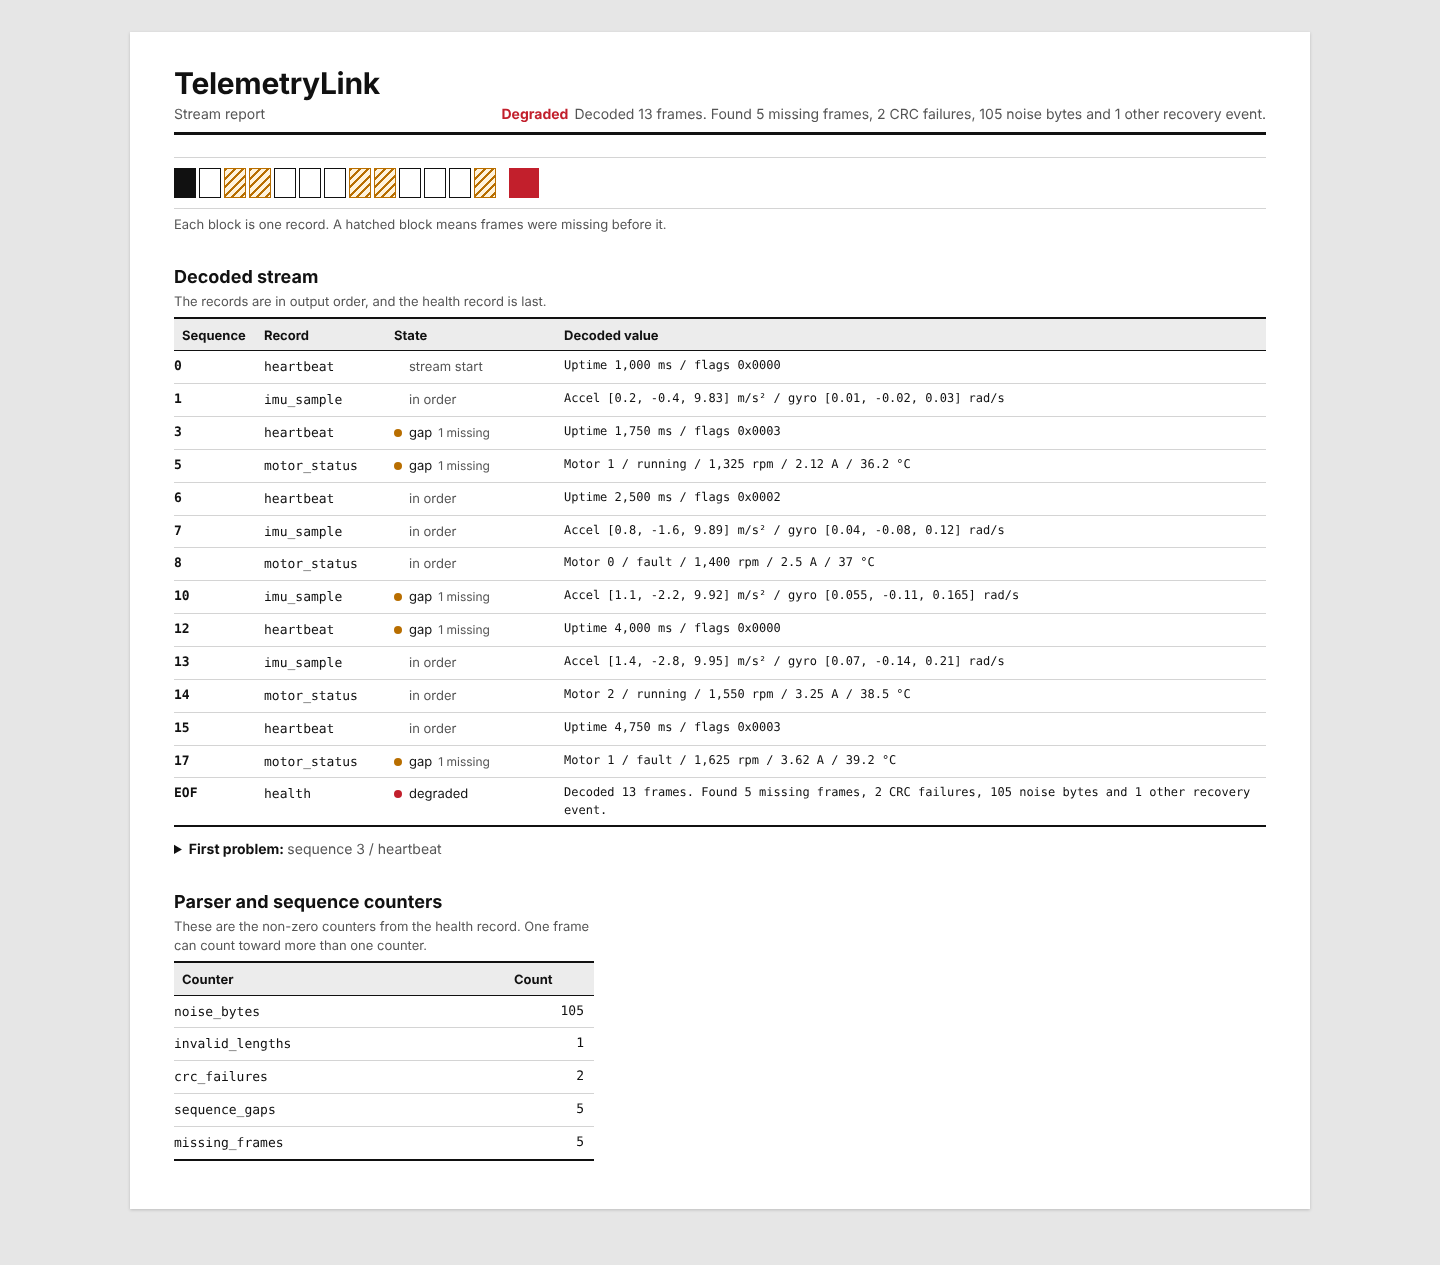 TelemetryLink
Stream report
Degraded Decoded 13 frames. Found 5 missing frames, 2 CRC failures, 105 noise bytes and 1 other recovery event.
Each block is one record. A hatched block means frames were missing before it.
Decoded stream
The records are in output order, and the health record is last.
Sequence Record State Decoded value
0 heartbeat stream start Uptime 1,000 ms / flags 0x0000
1 imu_sample in order Accel [0.2, -0.4, 9.83] m/s² / gyro [0.01, -0.02, 0.03] rad/s
3 heartbeat gap 1 missing Uptime 1,750 ms / flags 0x0003
5 motor_status gap 1 missing Motor 1 / running / 1,325 rpm / 2.12 A / 36.2 °C
6 heartbeat in order Uptime 2,500 ms / flags 0x0002
7 imu_sample in order Accel [0.8, -1.6, 9.89] m/s² / gyro [0.04, -0.08, 0.12] rad/s
8 motor_status in order Motor 0 / fault / 1,400 rpm / 2.5 A / 37 °C
10 imu_sample gap 1 missing Accel [1.1, -2.2, 9.92] m/s² / gyro [0.055, -0.11, 0.165] rad/s
12 heartbeat gap 1 missing Uptime 4,000 ms / flags 0x0000
13 imu_sample in order Accel [1.4, -2.8, 9.95] m/s² / gyro [0.07, -0.14, 0.21] rad/s
14 motor_status in order Motor 2 / running / 1,550 rpm / 3.25 A / 38.5 °C
15 heartbeat in order Uptime 4,750 ms / flags 0x0003
17 motor_status gap 1 missing Motor 1 / fault / 1,625 rpm / 3.62 A / 39.2 °C
EOF health degraded Decoded 13 frames. Found 5 missing frames, 2 CRC failures, 105 noise bytes and 1 other recovery
event.
First problem: sequence 3 / heartbeat
Parser and sequence counters
These are the non-zero counters from the health record. One frame
can count toward more than one counter.
Counter Count
noise_bytes 105
invalid_lengths 1
crc_failures 2
sequence_gaps 5
missing_frames 5